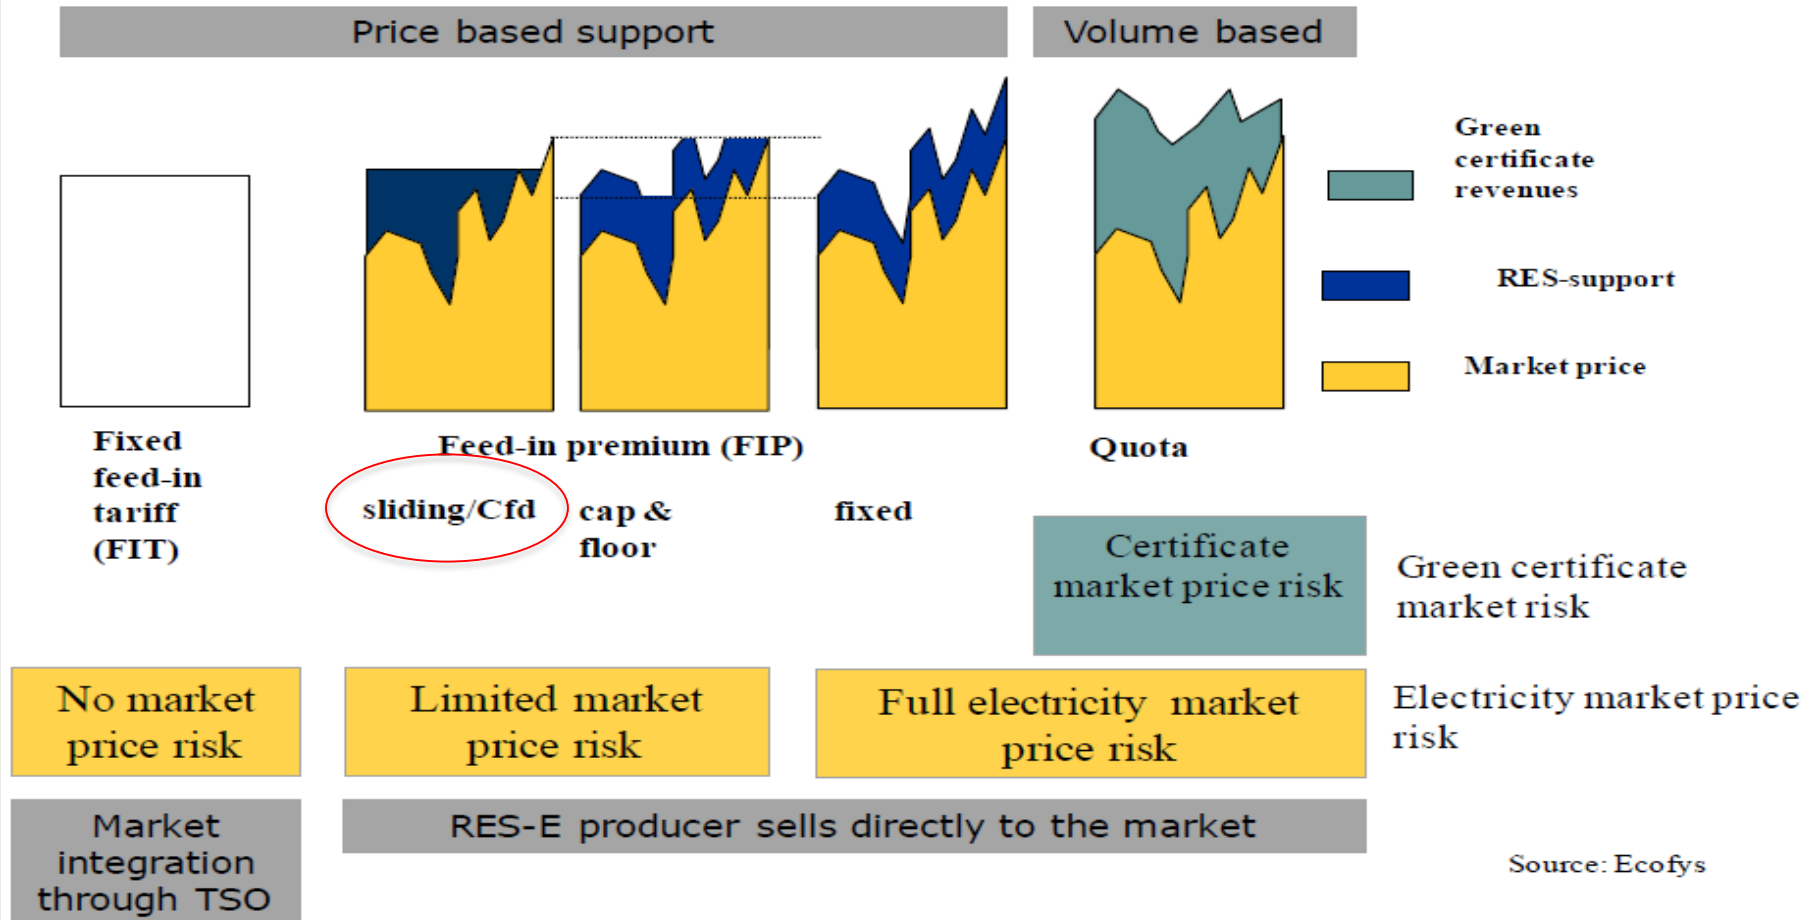 Price based support
Volume based
Green
certificate
revenues
RES-support
Market price
Fixed
feed-in
tariff
(FIT)
Feed-in premium (FIP)
sliding/Cfd
cap &
floor
fixed
Quota
Certificate
market price risk
Green certificate
market risk
No market
price risk
Limited market
price risk
Full electricity market
price risk
Electricity market price
risk
Market
integration
through TSO
RES-E producer sells directly to the market
Source: Ecofys